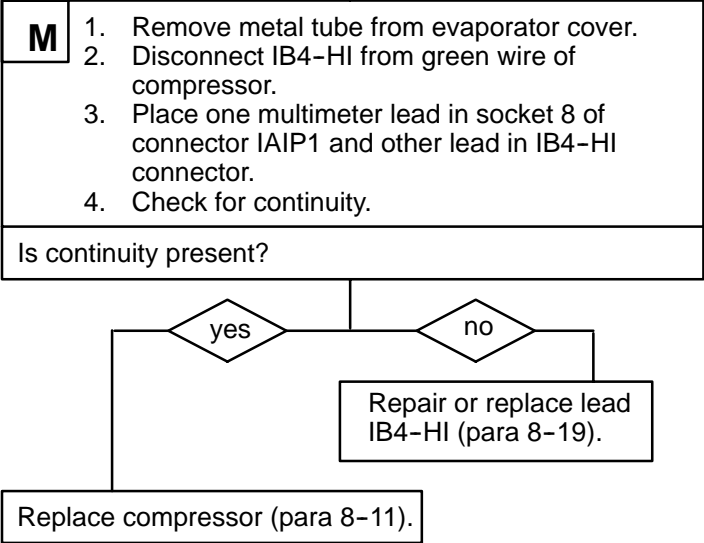 M
1. Remove metal tube from evaporator cover.
2. Disconnect IB4-HI from green wire of
compressor.
3. Place one multimeter lead in socket 8 of
connector IAIP1 and other lead in IB4-HI
connector.
4. Check for continuity.
Is continuity present?
yes
no
Repair or replace lead
IB4-HI (para 8-19).
Replace compressor (para 8-11).